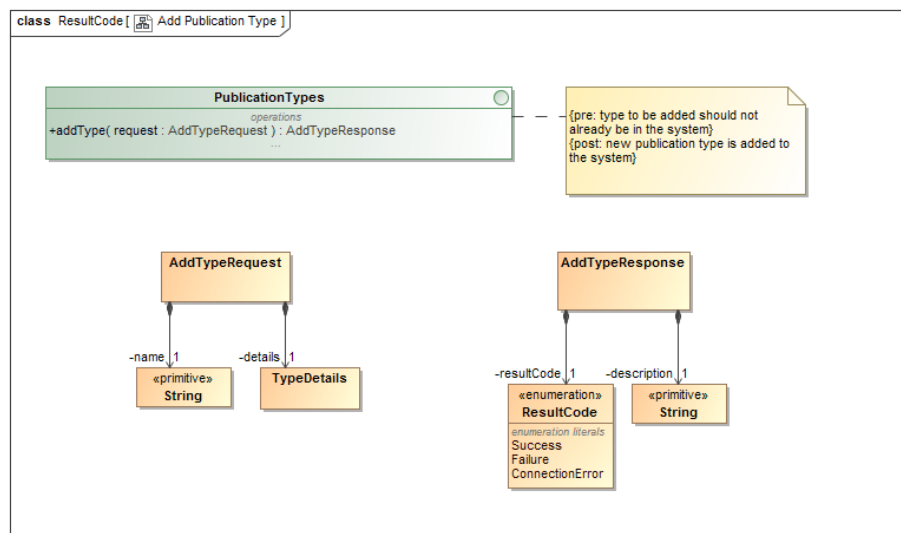 class ResultCode [ Add Publication Type ]
PublicationTypes
operations
+addType( request : AddTypeRequest ) : AddTypeResponse
...
{pre: type to be added should not
already be in the system}
{post: new publication type is added to
the system}
AddTypeRequest
AddTypeResponse
-name 1
-details 1
«primitive»
String
TypeDetails
-resultCode 1
-description 1
«enumeration»
ResultCode
enumeration literals
Success
Failure
ConnectionError
«primitive»
String